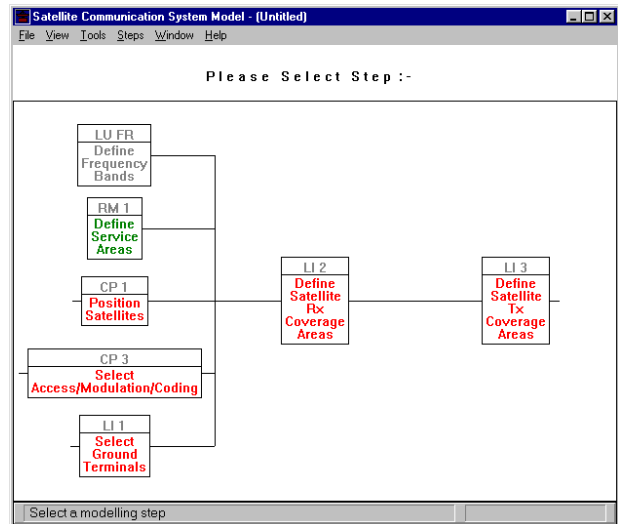 Satellite Communication System Model - (Untitled)
File View Tools Steps Window Help
Please Select Step :-
LU FR
Define
Frequency
Bands
RM 1
Define
Service
Areas
CP 1
Position
Satellites
CP 3
Select
Access/Modulation/Coding
LI 1
Select
Ground
Terminals
LI 2
Define
Satellite
Rx
Coverage
Areas
LI 3
Define
Satellite
Tx
Coverage
Areas
Select a modelling step